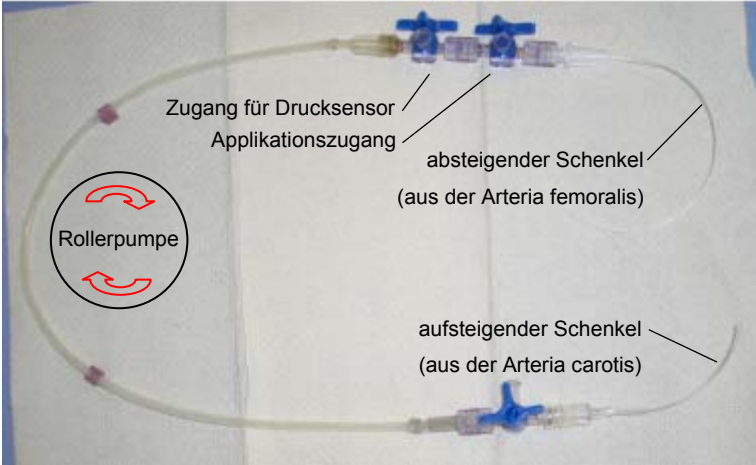 Zugang für Drucksensor
Applikationszugang
absteigender Schenkel
(aus der Arteria femoralis)
Rollerpumpe
aufsteigender Schenkel
(aus der Arteria carotis)